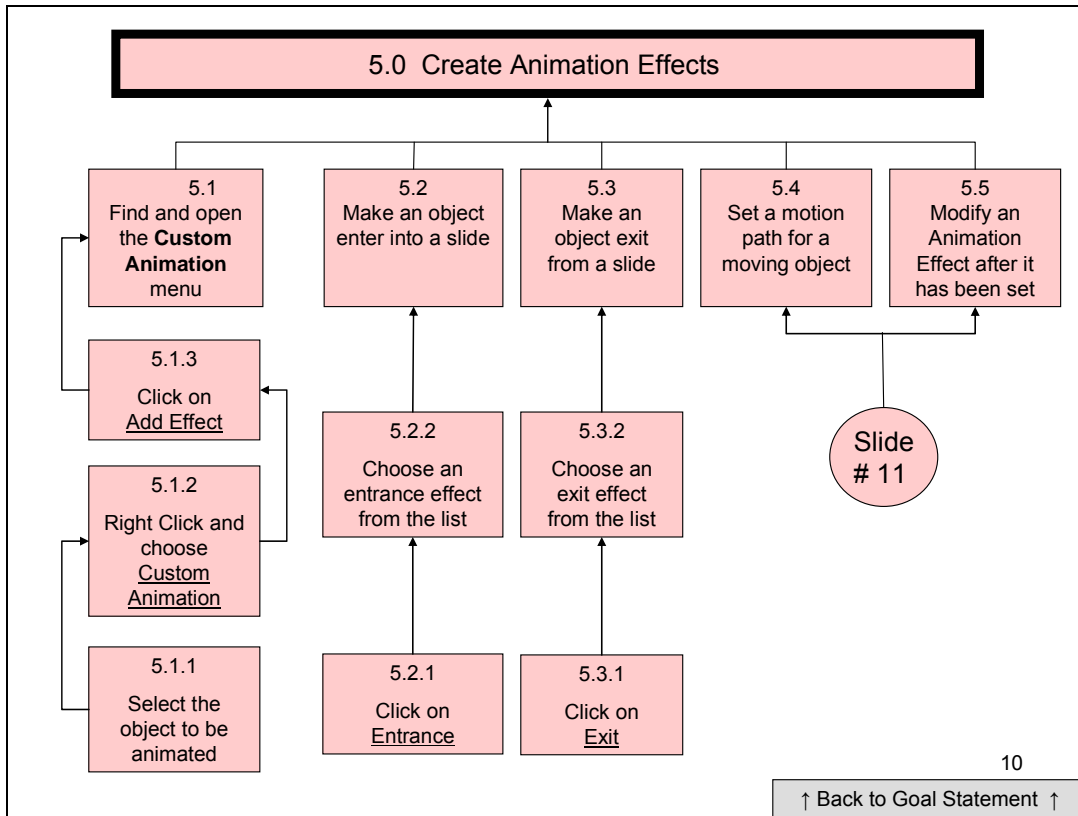 5.0 Create Animation Effects
5.1
Find and open
the Custom
Animation
menu
5.2
Make an object
enter into a slide
5.3
Make an
object exit
from a slide
5.4
Set a motion
path for a
moving object
5.5
Modify an
Animation
Effect after it
has been set
5.1.3
Click on
Add Effect
5.2.2
Choose an
entrance effect
from the list
5.3.2
Choose an
exit effect
from the list
Slide
# 11
5.1.2
Right Click and
choose
Custom
Animation
5.1.1
Select the
object to be
animated
5.2.1
Click on
Entrance
5.3.1
Click on
Exit
10
↑ Back to Goal Statement ↑